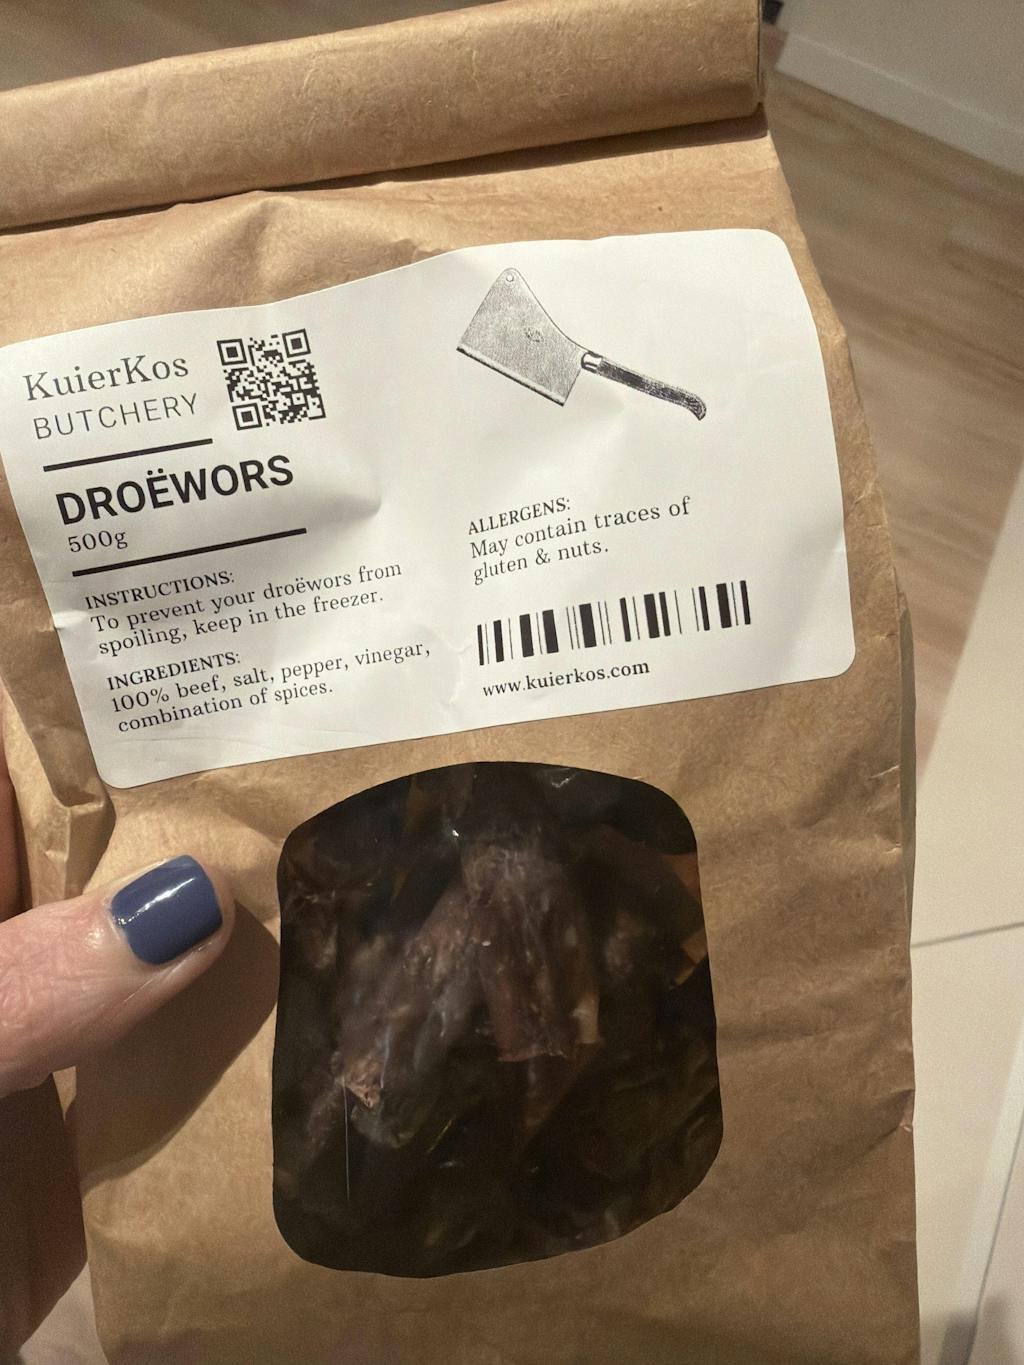 KuierKos
BUTCHERY
DROËWORS
500g
INSTRUCTIONS:
To prevent your droëwors from
spoiling, keep in the freezer.
INGREDIENTS:
100% beef, salt, pepper, vinegar,
combination of spices.
ALLERGENS:
May contain traces of
gluten & nuts.
www.kuierkos.com